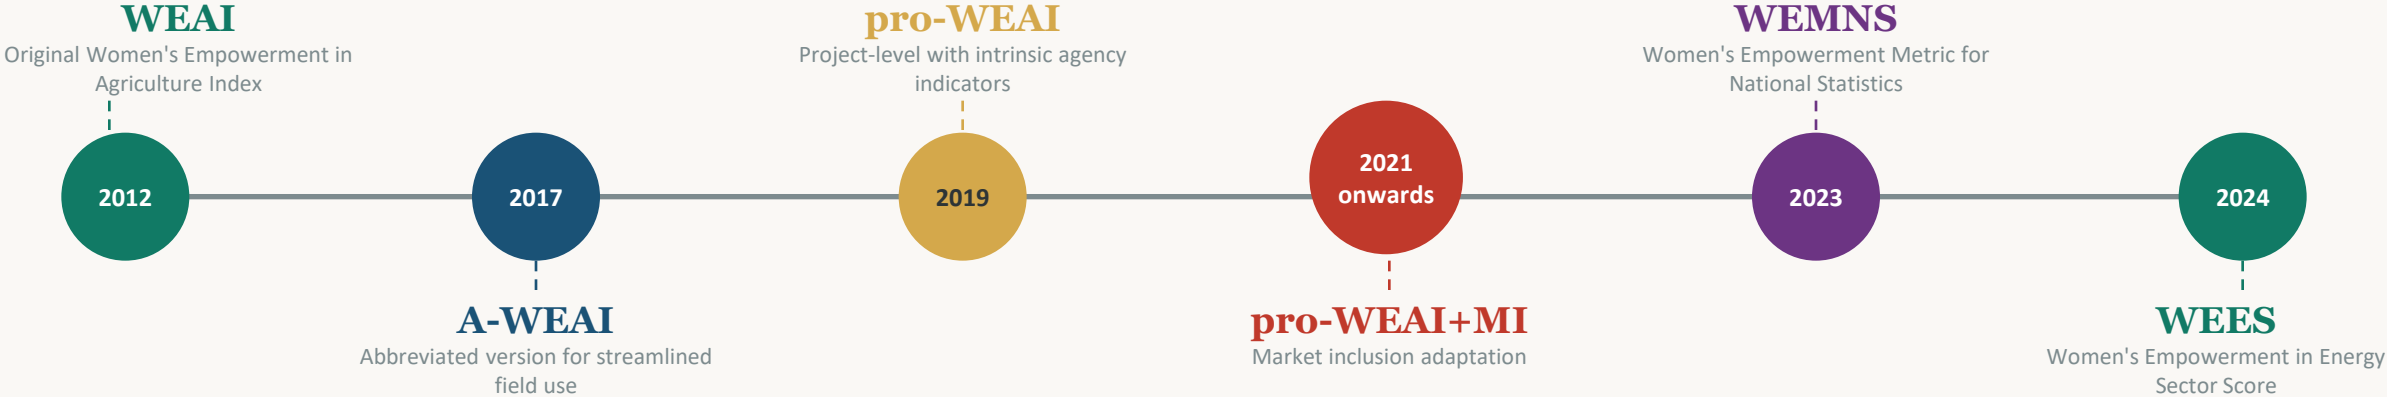 WEAI
Original Women's Empowerment in
Agriculture Index
2012
2017
A-WEAI
Abbreviated version for streamlined
field use
pro-WEAI
Project-level with intrinsic agency
indicators
2019
2021
onwards
pro-WEAI+MI
Market inclusion adaptation
WEMNS
Women's Empowerment Metric for
National Statistics
2023
2024
WEES
Women's Empowerment in Energy
Sector Score